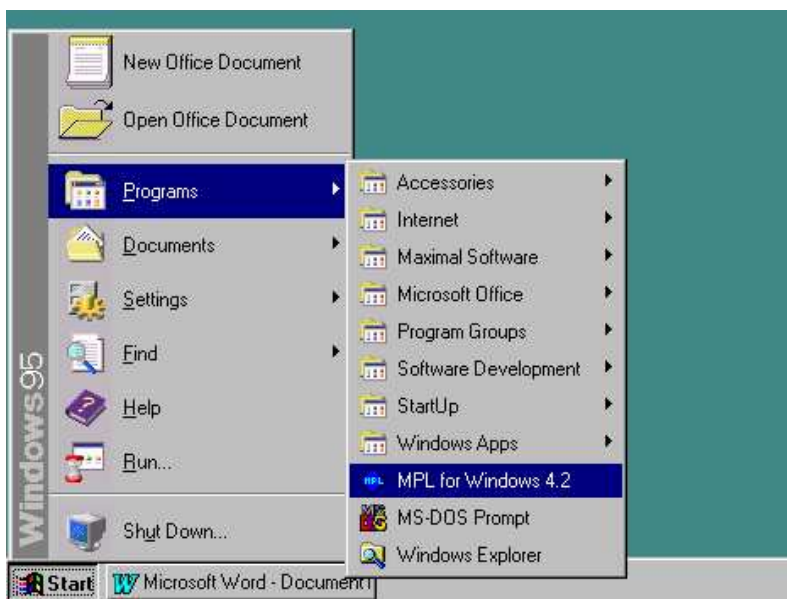 New Office Document
Open Office Document
Programs
Documents
Settings
Find
Help
Run...
Shut Down...
Windows95
Accessories
Internet
Maximal Software
Microsoft Office
Program Groups
Software Development
StartUp
Windows Apps
MPL for Windows 4.2
MS-DOS Prompt
Windows Explorer
Start
Microsoft Word - Document1